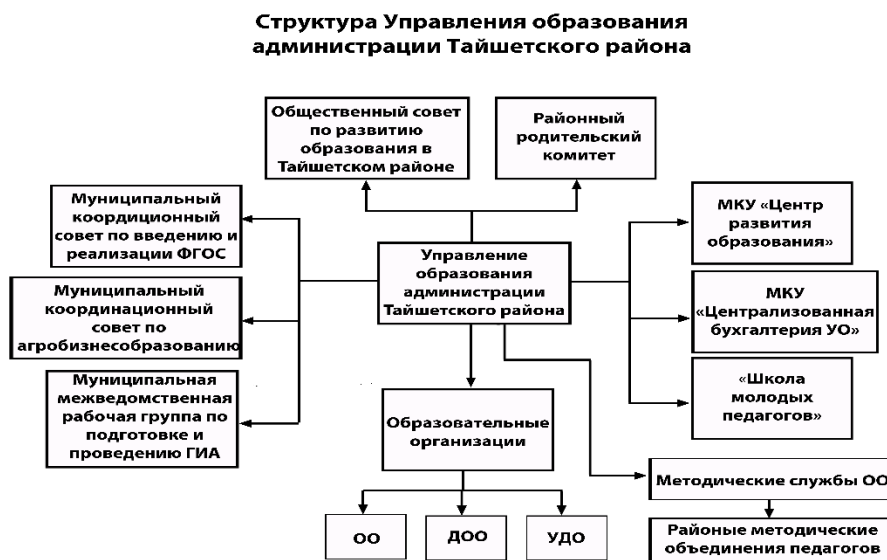 Структура Управления образования
администрации Тайшетского района
Общественный совет
по развитию
образования в
Тайшетском районе
Районный
родительский
комитет
Муниципальный
коордиционный
совет по введению и
реализации ФГОС
Управление
образования
администрации
Тайшетского района
МКУ «Центр
развития
образования»
Муниципальный
координационный
совет по
агробизнесобразованию
МКУ
«Централизованная
бухгалтерия УО»
Муниципальная
межведомственная
рабочая группа по
подготовке и
проведению ГИА
«Школа
молодых
педагогов»
Образовательные
организации
Методические службы ОО
ОО
ДОО
УДО
Районые методические
объединения педагогов